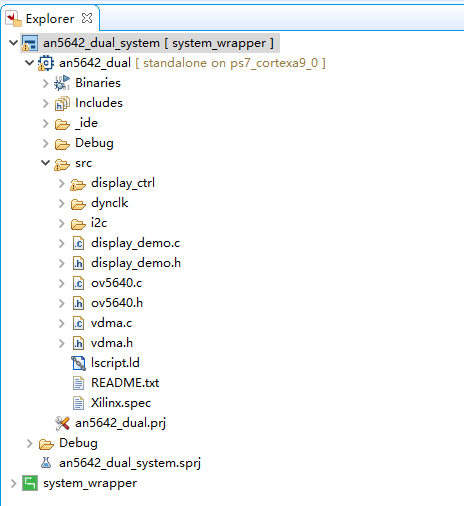 Explorer
an5642_dual_system [ system_wrapper ]
an5642_dual [ standalone on ps7_cortexa9_0 ]
Binaries
Includes
_ide
Debug
src
display_ctrl
dynclk
i2c
display_demo.c
display_demo.h
ov5640.c
ov5640.h
vdma.c
vdma.h
lscript.ld
README.txt
Xilinx.spec
an5642_dual.prj
Debug
an5642_dual_system.sprj
system_wrapper